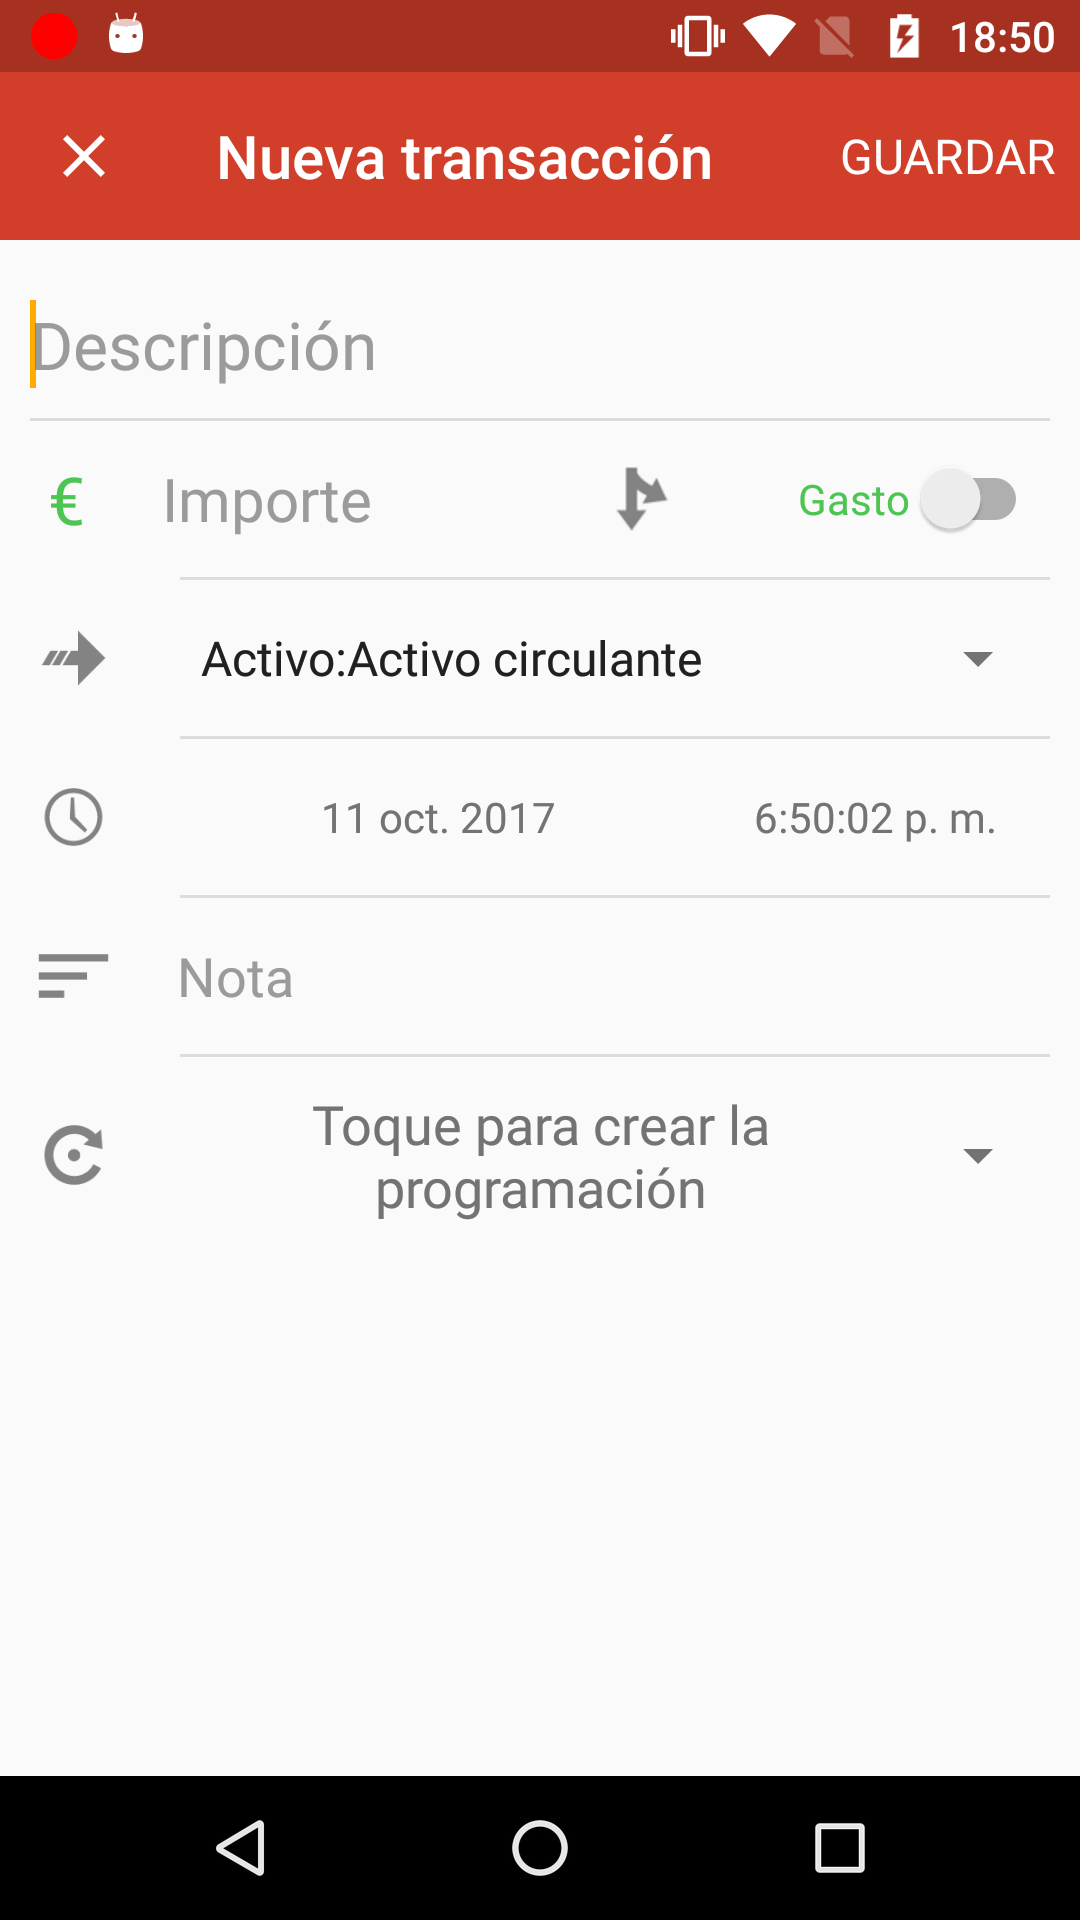 18:50
Nueva transacción
GUARDAR
Descripción
€ Importe
Gasto
Activo:Activo circulante
11 oct. 2017
6:50:02 p. m.
Nota
Toque para crear la
programación